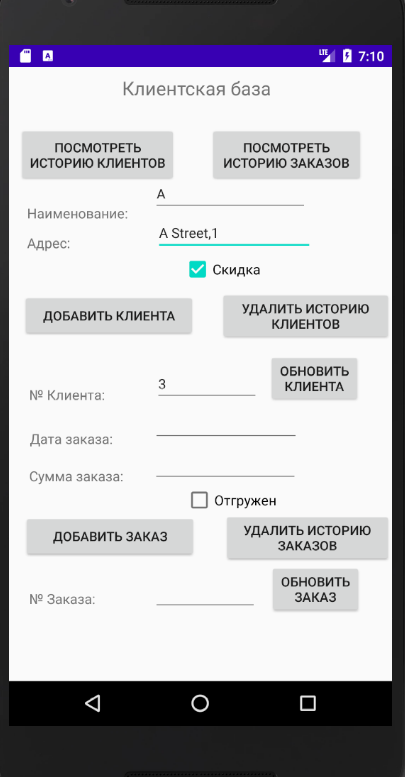 LTE 7:10
Клиентская база
ПОСМОТРЕТЬ
ИСТОРИЮ КЛИЕНТОВ
ПОСМОТРЕТЬ
ИСТОРИЮ ЗАКАЗОВ
Наименование: A
Адрес: A Street,1
Скидка
ДОБАВИТЬ КЛИЕНТА
УДАЛИТЬ ИСТОРИЮ
КЛИЕНТОВ
№ Клиента: 3
ОБНОВИТЬ
КЛИЕНТА
Дата заказа:
Сумма заказа:
Отгружен
ДОБАВИТЬ ЗАКАЗ
УДАЛИТЬ ИСТОРИЮ
ЗАКАЗОВ
№ Заказа:
ОБНОВИТЬ
ЗАКАЗ